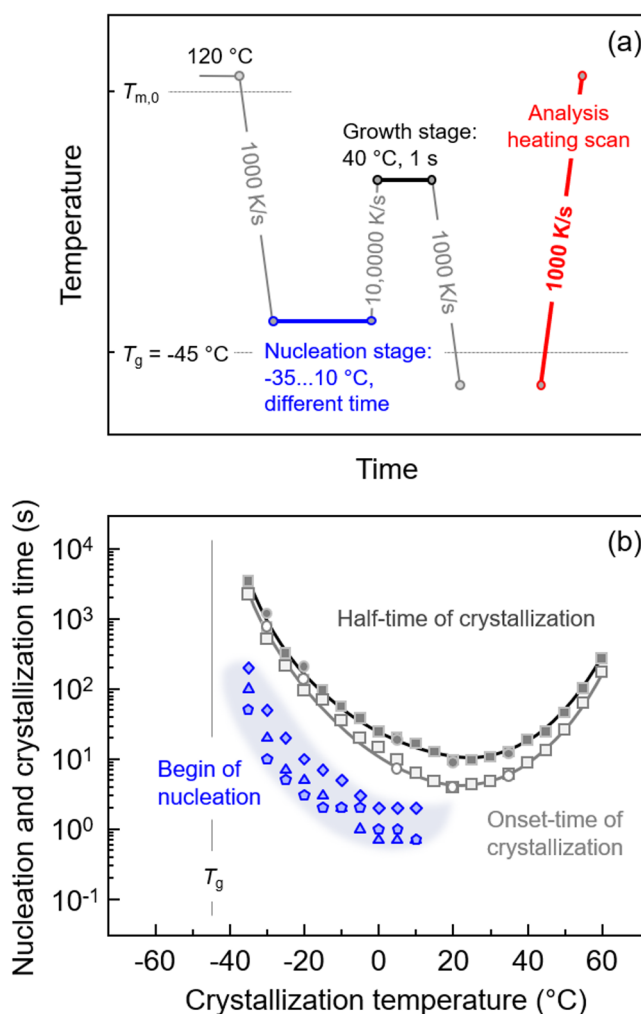 (a)
120 °C
Tm,0
Analysis
heating scan
Growth stage:
40 °C, 1 s
1000 K/s
10,0000 K/s
1000 K/s
1000 K/s
Temperature
Tg = -45 °C
Nucleation stage:
-35...10 °C,
different time
Time
(b)
Nucleation and crystallization time (s)
10^4
10^3
10^2
10^1
10^0
10^-1
Half-time of crystallization
Begin of
nucleation
Onset-time of
crystallization
Tg
-60 -40 -20 0 20 40 60
Crystallization temperature (°C)